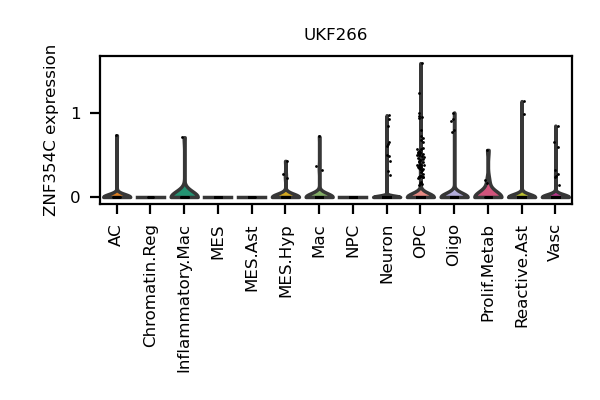 UKF266
ZNF354C expression
1
0
AC
Chromatin.Reg
Inflammatory.Mac
MES
MES.Ast
MES.Hyp
Mac
NPC
Neuron
OPC
Oligo
Prolif.Metab
Reactive.Ast
Vasc